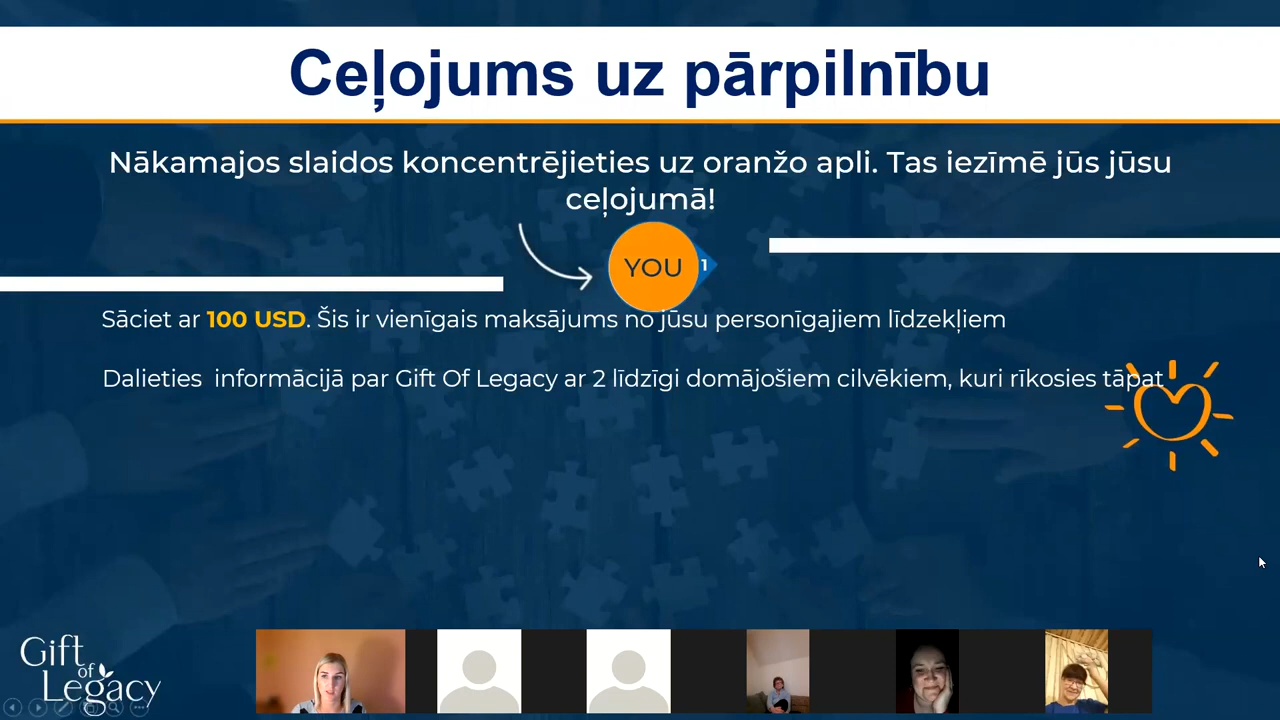 Ceļojums uz pārpilnību
Nākamajos slaidos koncentrējieties uz oranžo apli. Tas iezīmē jūs jūsu
ceļojumā!
YOU 1
Sāciet ar 100 USD. Šis ir vienīgais maksājums no jūsu personīgajiem līdzekļiem
Dalieties informācijā par Gift Of Legacy ar 2 līdzīgi domājošiem cilvēkiem, kuri rīkosies tāpat
Gift
of
Legacy